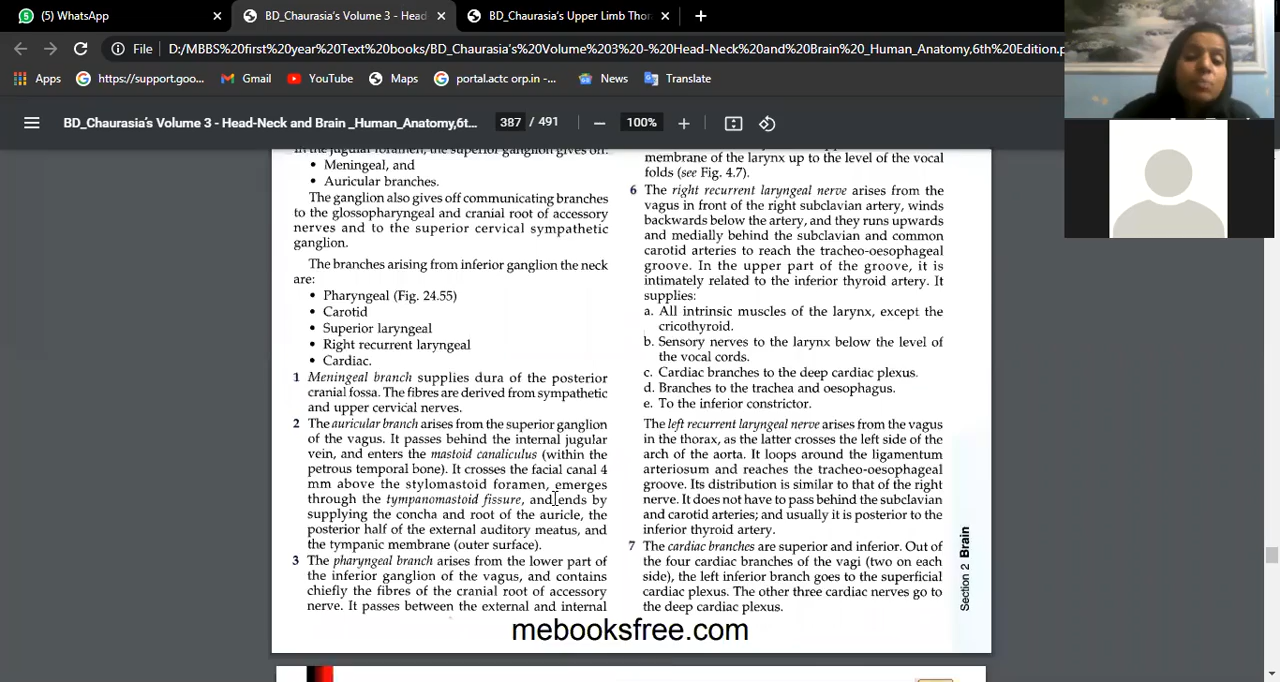 (5) WhatsApp
BD_Chaurasia's Volume 3 - Head
BD_Chaurasia's Upper Limb Thor
File
D:/MBBS%20first%20year%20Text%20books/BD_Chaurasia's%20Volume%203%20-%20Head-Neck%20and%20Brain%20_Human_Anatomy,6th%20Edition.p
Apps
https://support.goo...
Gmail
YouTube
Maps
portal.actc orp.in -...
News
Translate
BD_Chaurasia's Volume 3 - Head-Neck and Brain _Human_Anatomy,6t...
387 / 491
100%
In the jugular foramen, the superior ganglion gives off:
• Meningeal, and
• Auricular branches.
The ganglion also gives off communicating branches
to the glossopharyngeal and cranial root of accessory
nerves and to the superior cervical sympathetic
ganglion.
The branches arising from inferior ganglion the neck
are:
• Pharyngeal (Fig. 24.55)
• Carotid
• Superior laryngeal
• Right recurrent laryngeal
• Cardiac.
1 Meningeal branch supplies dura of the posterior
cranial fossa. The fibres are derived from sympathetic
and upper cervical nerves.
2 The auricular branch arises from the superior ganglion
of the vagus. It passes behind the internal jugular
vein, and enters the mastoid canaliculus (within the
petrous temporal bone). It crosses the facial canal 4
mm above the stylomastoid foramen, emerges
through the tympanomastoid fissure, and ends by
supplying the concha and root of the auricle, the
posterior half of the external auditory meatus, and
the tympanic membrane (outer surface).
3 The pharyngeal branch arises from the lower part of
the inferior ganglion of the vagus, and contains
chiefly the fibres of the cranial root of accessory
nerve. It passes between the external and internal
membrane of the larynx up to the level of the vocal
folds (see Fig. 4.7).
6 The right recurrent laryngeal nerve arises from the
vagus in front of the right subclavian artery, winds
backwards below the artery, and they runs upwards
and medially behind the subclavian and common
carotid arteries to reach the tracheo-oesophageal
groove. In the upper part of the groove, it is
intimately related to the inferior thyroid artery. It
supplies:
a. All intrinsic muscles of the larynx, except the
cricothyroid.
b. Sensory nerves to the larynx below the level of
the vocal cords.
c. Cardiac branches to the deep cardiac plexus.
d. Branches to the trachea and oesophagus.
e. To the inferior constrictor.
The left recurrent laryngeal nerve arises from the vagus
in the thorax, as the latter crosses the left side of the
arch of the aorta. It loops around the ligamentum
arteriosum and reaches the tracheo-oesophageal
groove. Its distribution is similar to that of the right
nerve. It does not have to pass behind the subclavian
and carotid arteries; and usually it is posterior to the
inferior thyroid artery.
7 The cardiac branches are superior and inferior. Out of
the four cardiac branches of the vagi (two on each
side), the left inferior branch goes to the superficial
cardiac plexus. The other three cardiac nerves go to
the deep cardiac plexus.
Section 2 Brain
mebooksfree.com